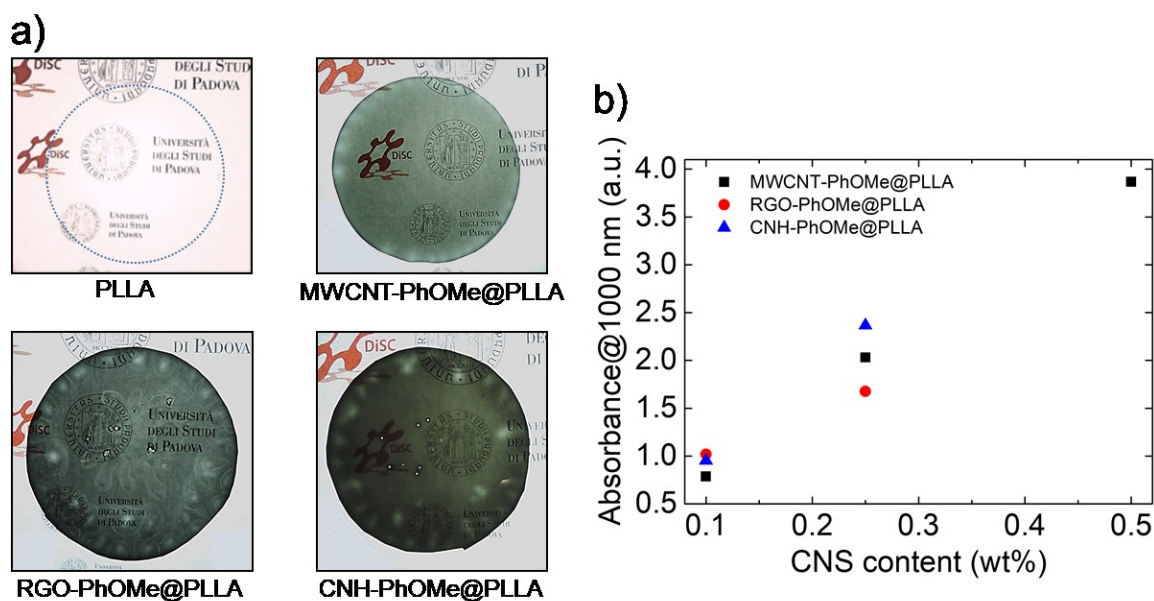 a)
DiSC
DEGLI STUDI
DI PADOVA
UNIVERSITÀ
DEGLI STUDI
DI PADOVA
DiSC
UNIVERSITÀ
DEGLI STUDI
DI PADOVA
PLLA
DI PA
UNIVERSITÀ
DEGLI STUDI
DI PADOVA
DiSC
UNIVERSITÀ
DEGLI STUDI
DI PADOVA
MWCNT-PhOMe@PLLA
DI PADOVA
UNIVERSITÀ
DEGLI STUDI
DI PADOVA
UNIVERSITÀ
DEGLI STUDI
DI PADOVA
RGO-PhOMe@PLLA
DiSC
DEGLI
DI PA
DiSC
CNH-PhOMe@PLLA
b)
Absorbance@1000 nm (a.u.)
4.0
3.5
3.0
2.5
2.0
1.5
1.0
0.5
MWCNT-PhOMe@PLLA
RGO-PhOMe@PLLA
CNH-PhOMe@PLLA
0.1
0.2
0.3
0.4
0.5
CNS content (wt%)